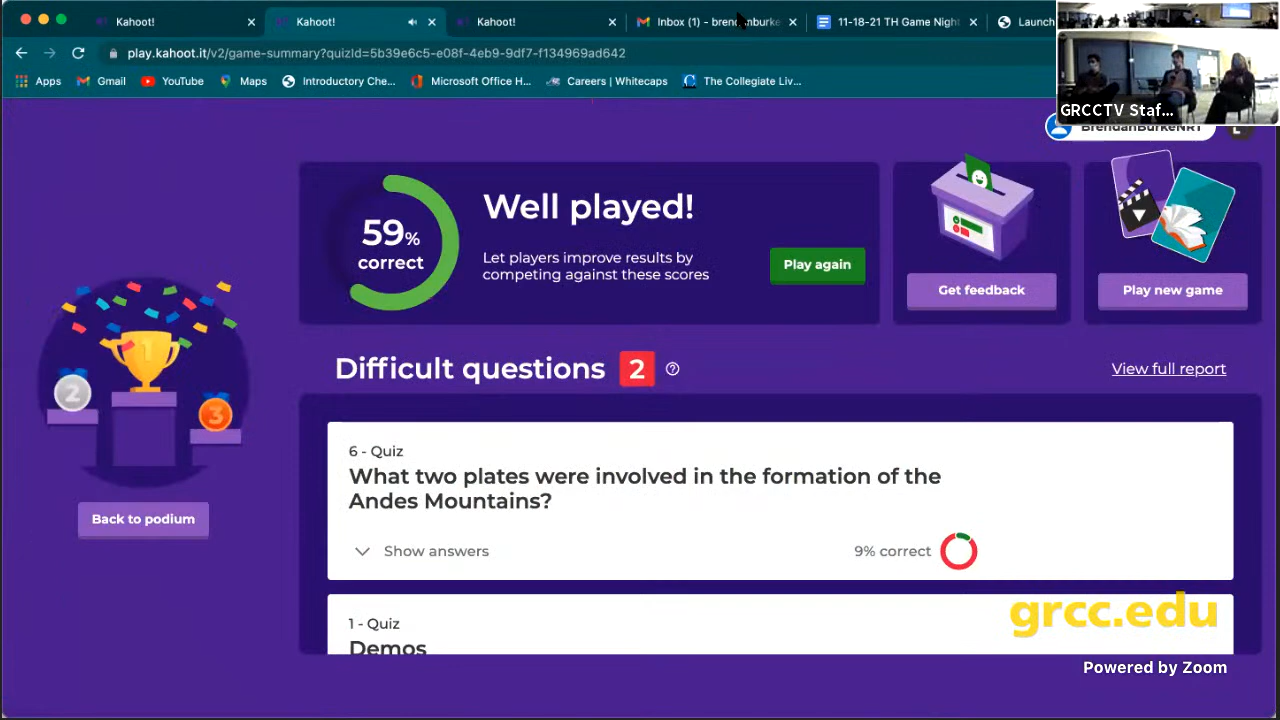 Kahoot!
Kahoot!
Kahoot!
Inbox (1) - brendanburke
11-18-21 TH Game Night
Launch
play.kahoot.it/v2/game-summary?quizId=5b39e6c5-e08f-4eb9-9df7-f134969ad642
Apps
Gmail
YouTube
Maps
Introductory Che...
Microsoft Office H...
Careers | Whitecaps
The Collegiate Liv...
GRCCTV Staf...
BrendanBurkeNRT
59%
correct
Well played!
Let players improve results by
competing against these scores
Play again
Get feedback
Play new game
1
2
3
Back to podium
Difficult questions 2
View full report
6 - Quiz
What two plates were involved in the formation of the
Andes Mountains?
Show answers
9% correct
1 - Quiz
Demos
grcc.edu
Powered by Zoom